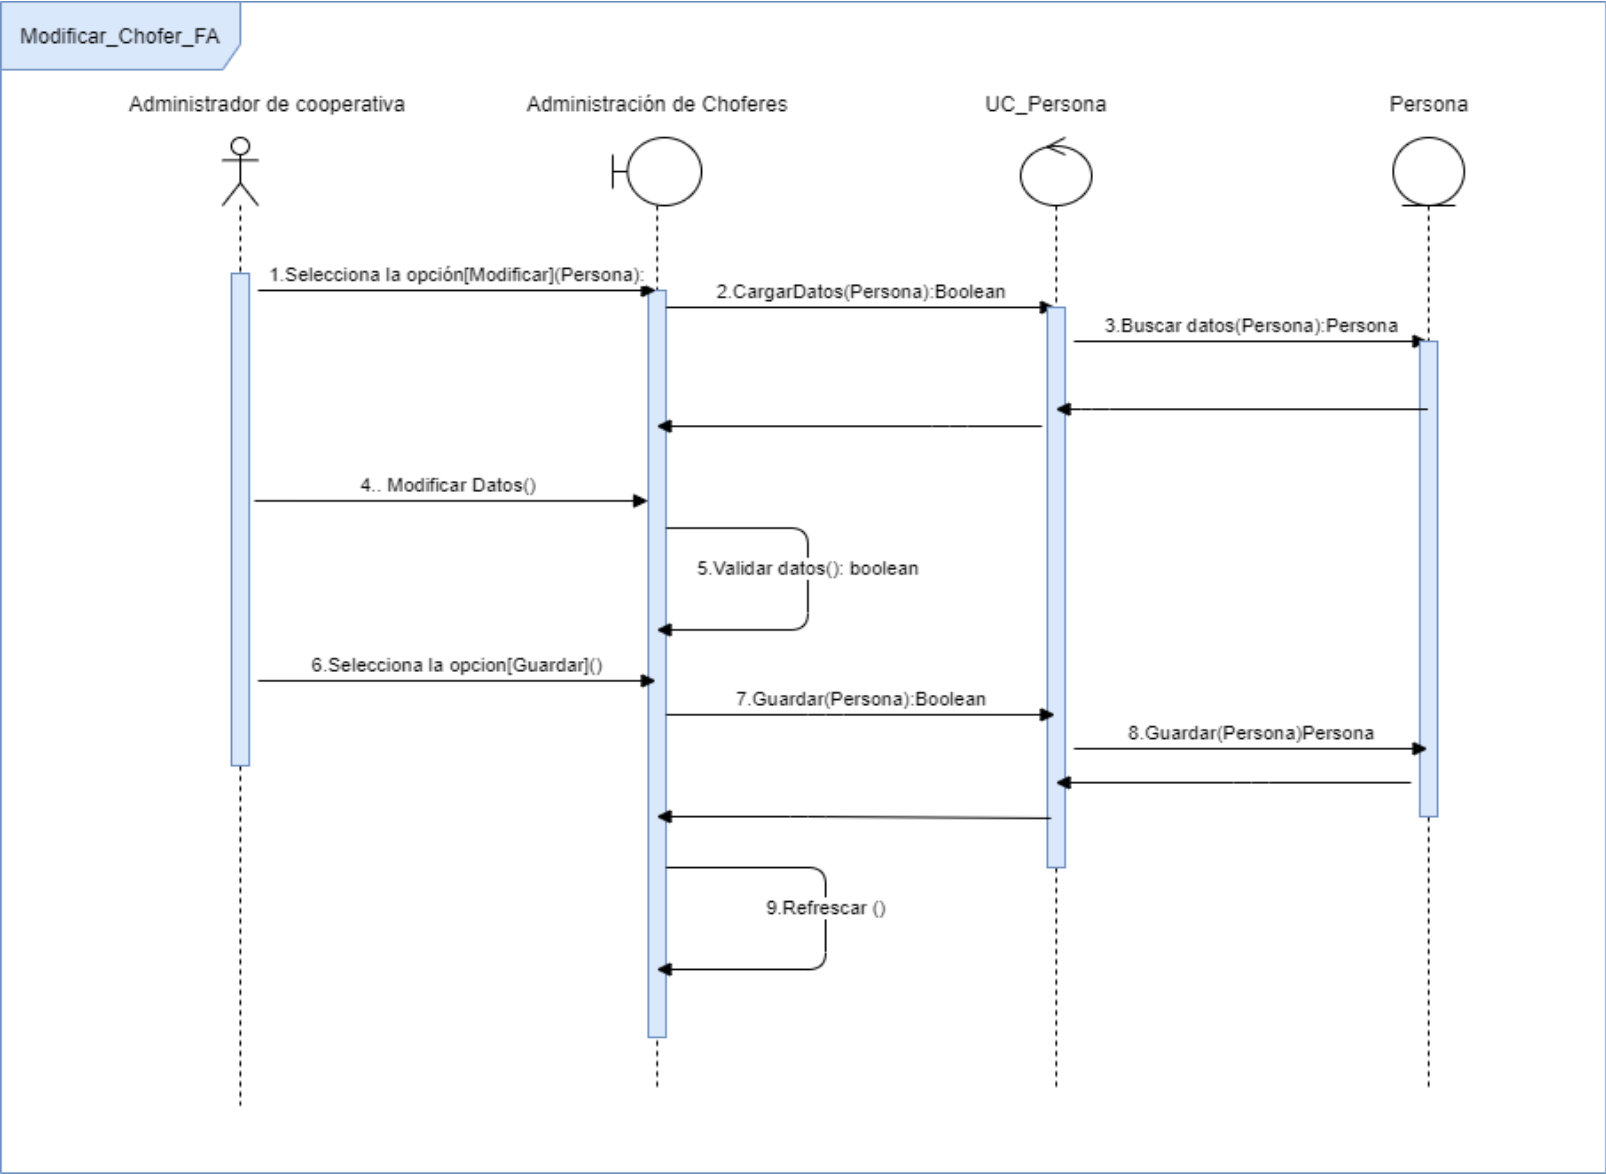 Modificar_Chofer_FA
Administrador de cooperativa
Administración de Choferes
UC_Persona
Persona
1.Selecciona la opción[Modificar](Persona):
2.CargarDatos(Persona):Boolean
3.Buscar datos(Persona):Persona
4.. Modificar Datos()
5.Validar datos(): boolean
6.Selecciona la opcion[Guardar]()
7.Guardar(Persona):Boolean
8.Guardar(Persona)Persona
9.Refrescar ()